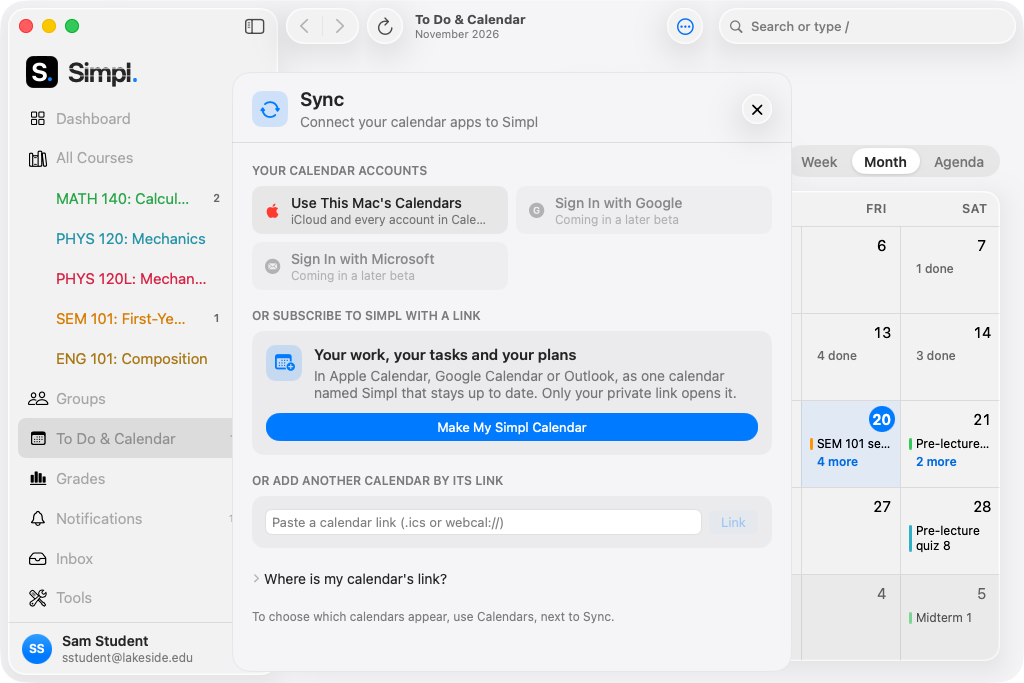 To Do & Calendar
November 2026
Search or type /
S.
Simpl.
Dashboard
All Courses
MATH 140: Calcul... 2
PHYS 120: Mechanics
PHYS 120L: Mechan...
SEM 101: First-Ye... 1
ENG 101: Composition
Groups
To Do & Calendar
Grades
Notifications
Inbox
Tools
SS
Sam Student
sstudent@lakeside.edu
Sync
Connect your calendar apps to Simpl
YOUR CALENDAR ACCOUNTS
Use This Mac's Calendars
iCloud and every account in Cale...
G
Sign In with Google
Coming in a later beta
Sign In with Microsoft
Coming in a later beta
OR SUBSCRIBE TO SIMPL WITH A LINK
Your work, your tasks and your plans
In Apple Calendar, Google Calendar or Outlook, as one calendar
named Simpl that stays up to date. Only your private link opens it.
Make My Simpl Calendar
OR ADD ANOTHER CALENDAR BY ITS LINK
Paste a calendar link (.ics or webcal://)
Link
Where is my calendar's link?
To choose which calendars appear, use Calendars, next to Sync.
Week Month Agenda
FRI SAT
6 7
1 done
13 14
4 done 3 done
20 21
SEM 101 se... Pre-lecture...
4 more 2 more
27 28
Pre-lecture
quiz 8
4 5
Midterm 1